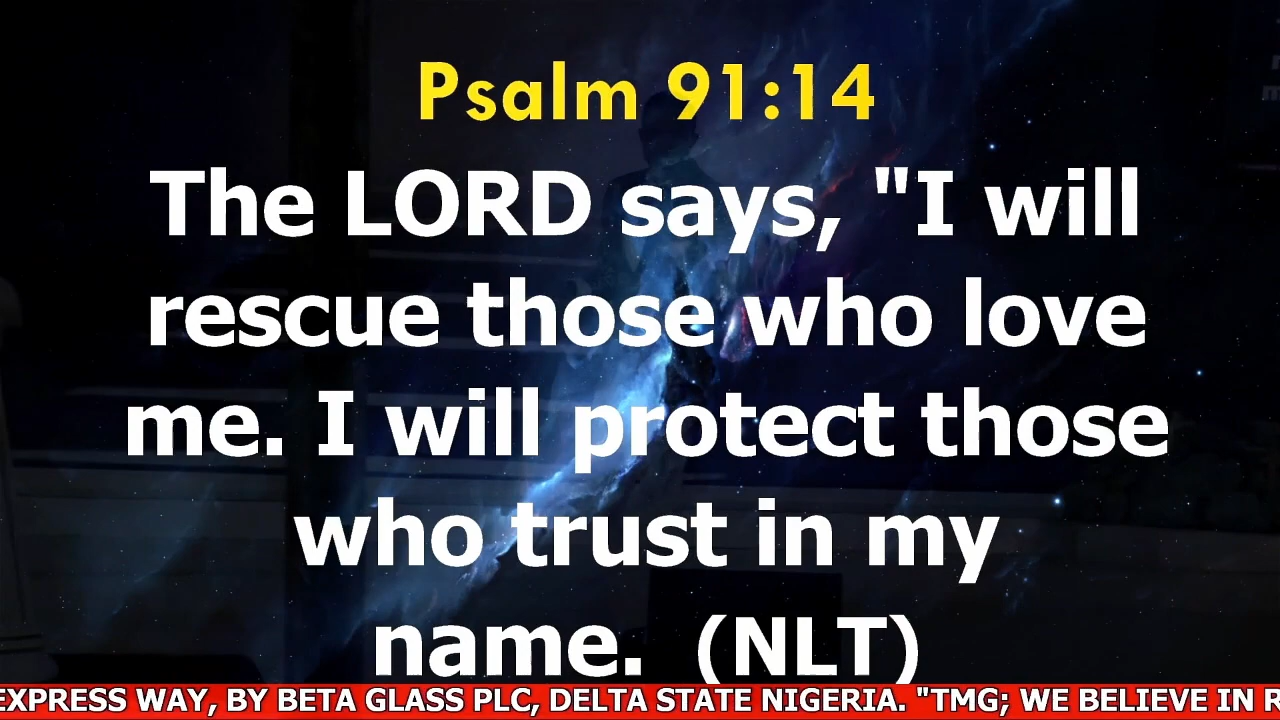 Psalm 91:14
The LORD says, "I will
rescue those who love
me. I will protect those
who trust in my
name. (NLT)
EXPRESS WAY, BY BETA GLASS PLC, DELTA STATE NIGERIA. "TMG; WE BELIEVE IN